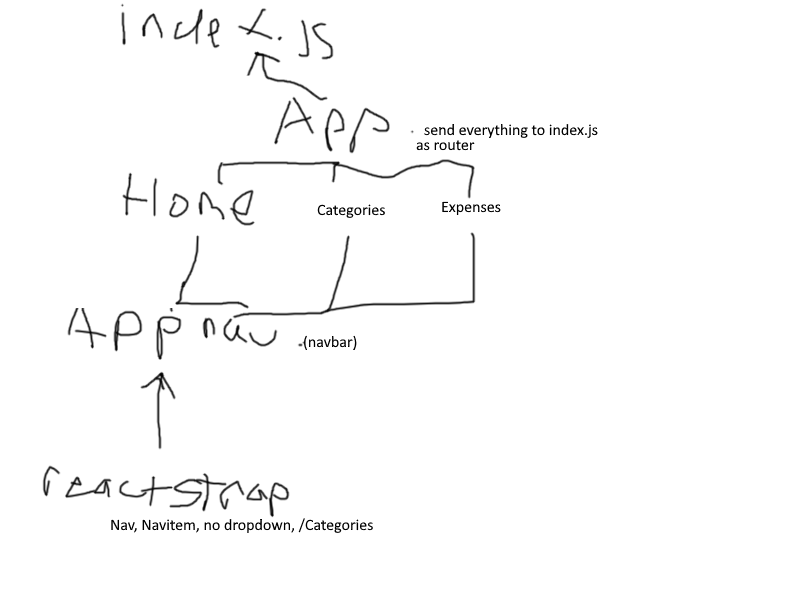 index.js
App
send everything to index.js
as router
Home
Categories
Expenses
Appnav
-(navbar)
reactstrap
Nav, Navitem, no dropdown, /Categories